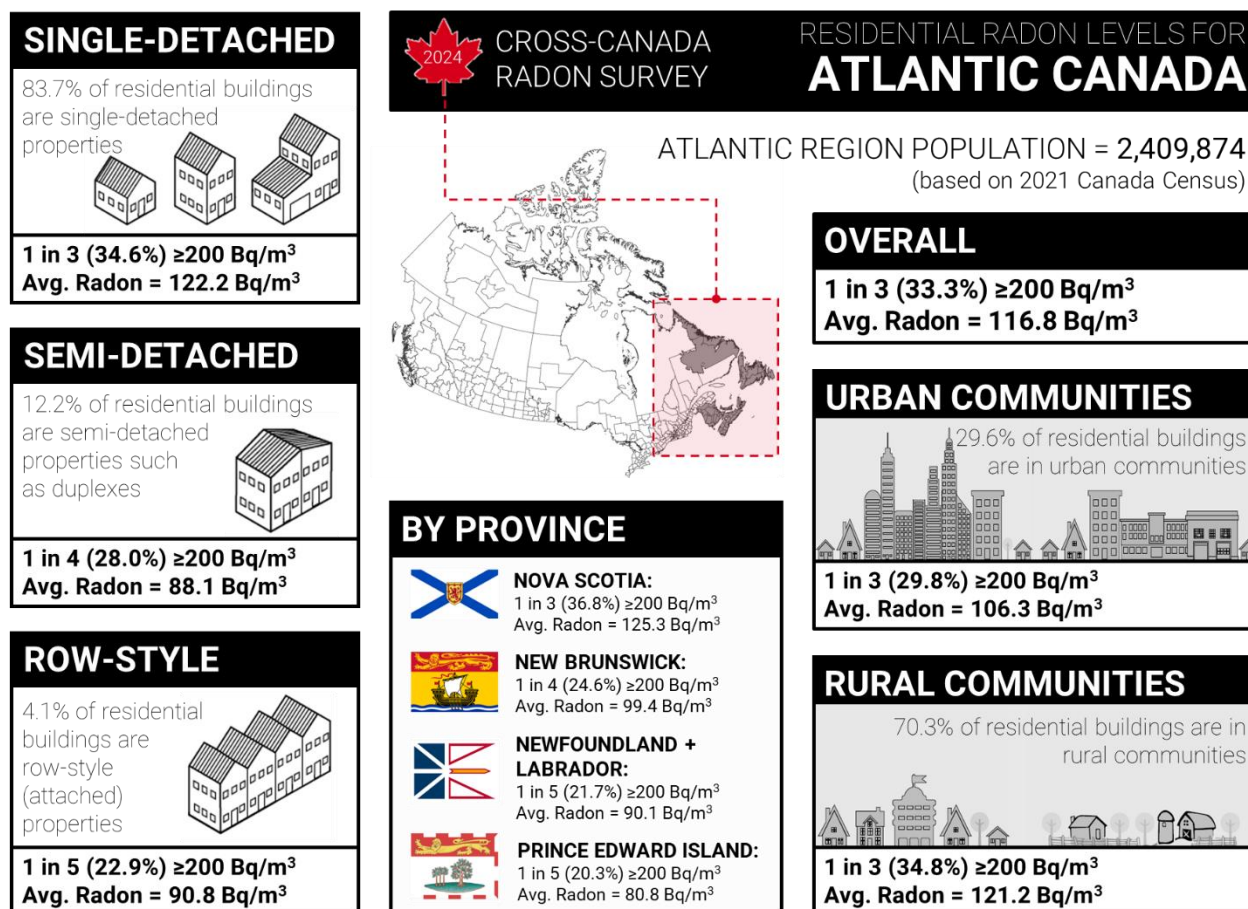 SINGLE-DETACHED
83.7% of residential buildings
are single-detached
properties
1 in 3 (34.6%) ≥200 Bq/m³
Avg. Radon = 122.2 Bq/m³
SEMI-DETACHED
12.2% of residential buildings
are semi-detached
properties such
as duplexes
1 in 4 (28.0%) ≥200 Bq/m³
Avg. Radon = 88.1 Bq/m³
ROW-STYLE
4.1% of residential
buildings are
row-style
(attached)
properties
1 in 5 (22.9%) ≥200 Bq/m³
Avg. Radon = 90.8 Bq/m³
2024
CROSS-CANADA
RADON SURVEY
RESIDENTIAL RADON LEVELS FOR
ATLANTIC CANADA
ATLANTIC REGION POPULATION = 2,409,874
(based on 2021 Canada Census)
BY PROVINCE
NOVA SCOTIA:
1 in 3 (36.8%) ≥200 Bq/m³
Avg. Radon = 125.3 Bq/m³
NEW BRUNSWICK:
1 in 4 (24.6%) ≥200 Bq/m³
Avg. Radon = 99.4 Bq/m³
NEWFOUNDLAND +
LABRADOR:
1 in 5 (21.7%) ≥200 Bq/m³
Avg. Radon = 90.1 Bq/m³
PRINCE EDWARD ISLAND:
1 in 5 (20.3%) ≥200 Bq/m³
Avg. Radon = 80.8 Bq/m³
OVERALL
1 in 3 (33.3%) ≥200 Bq/m³
Avg. Radon = 116.8 Bq/m³
URBAN COMMUNITIES
29.6% of residential buildings
are in urban communities
1 in 3 (29.8%) ≥200 Bq/m³
Avg. Radon = 106.3 Bq/m³
RURAL COMMUNITIES
70.3% of residential buildings are in
rural communities
1 in 3 (34.8%) ≥200 Bq/m³
Avg. Radon = 121.2 Bq/m³